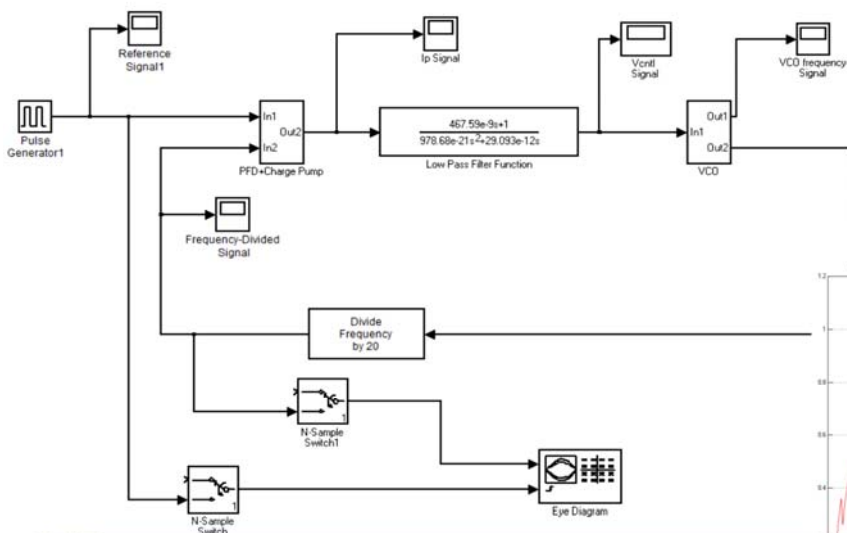 Reference
Signal1
Ip Signal
Vcntl
Signal
VCO frequency
Signal
Pulse
Generator1
In1
In2
Out2
PFD+Charge Pump
467.59e-9s+1
978.68e-21s²+29.093e-12s
Low Pass Filter Function
In1
Out1
Out2
VCO
Frequency-Divided
Signal
Divide
Frequency
by 20
1
N-Sample
Switch1
1
N-Sample
Switch
Eye Diagram
1.2
1
0.8
0.6
0.4